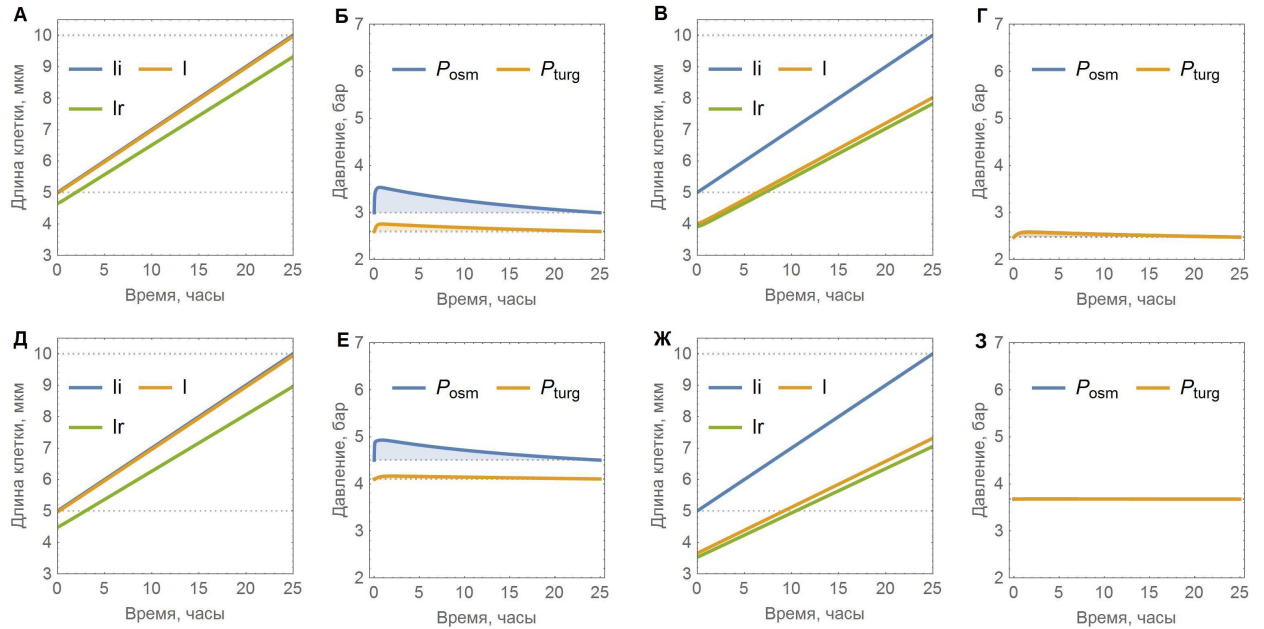 А
Длина клетки, мкм
10
9
8
7
6
5
4
3
li l
lr
0 5 10 15 20 25
Время, часы
Б
Давление, бар
7
6
5
4
3
2
Posm Pturg
0 5 10 15 20 25
Время, часы
В
Длина клетки, мкм
10
9
8
7
6
5
4
3
li l
lr
0 5 10 15 20 25
Время, часы
Г
Давление, бар
7
6
5
4
3
2
Posm Pturg
0 5 10 15 20 25
Время, часы
Д
Длина клетки, мкм
10
9
8
7
6
5
4
3
li l
lr
0 5 10 15 20 25
Время, часы
Е
Давление, бар
7
6
5
4
3
2
Posm Pturg
0 5 10 15 20 25
Время, часы
Ж
Длина клетки, мкм
10
9
8
7
6
5
4
3
li l
lr
0 5 10 15 20 25
Время, часы
З
Давление, бар
7
6
5
4
3
2
Posm Pturg
0 5 10 15 20 25
Время, часы